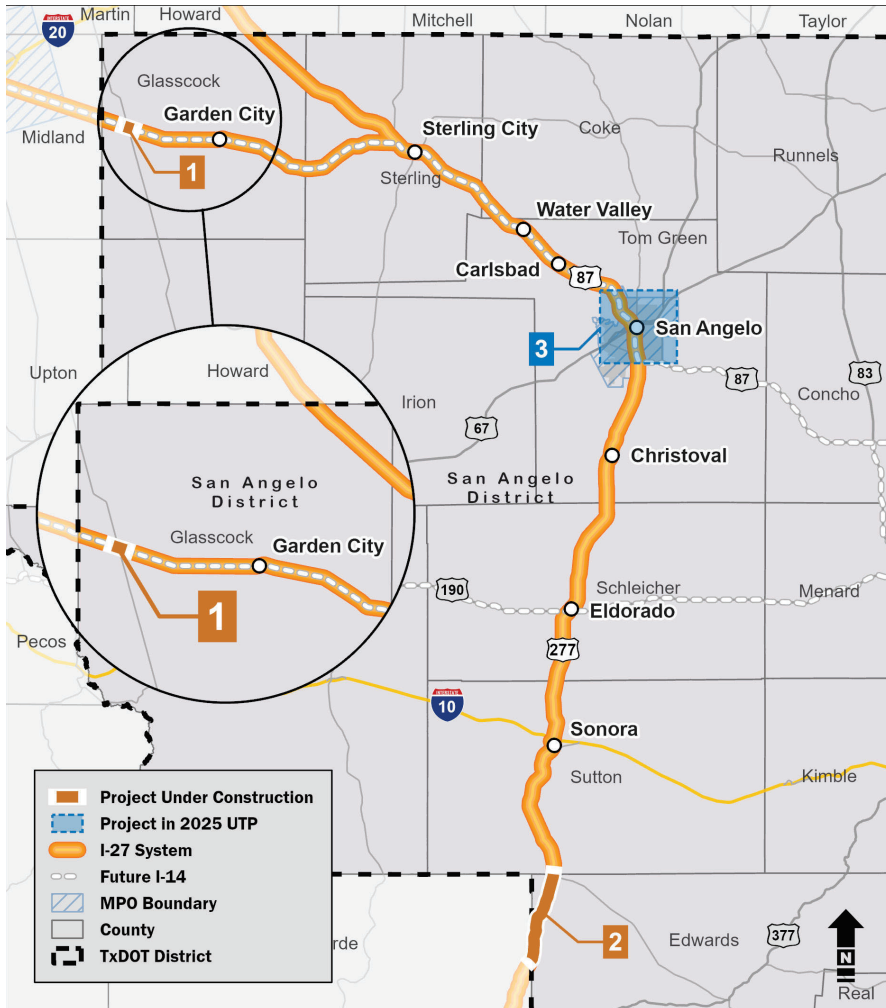 Martin
Howard
Mitchell
Nolan
Taylor
INTERSTATE
20
Glasscock
Garden City
Midland
1
Sterling City
Sterling
Coke
Runnels
Water Valley
Tom Green
Carlsbad
87
San Angelo
3
Upton
Howard
Irion
67
87
83
Concho
Christoval
San Angelo
District
San Angelo
District
Glasscock
Garden City
1
190
Schleicher
Menard
Eldorado
Pecos
277
INTERSTATE
10
Sonora
Sutton
Kimble
Project Under Construction
Project in 2025 UTP
I-27 System
Future I-14
MPO Boundary
County
TxDOT District
rde
2
Edwards
377
N
Real